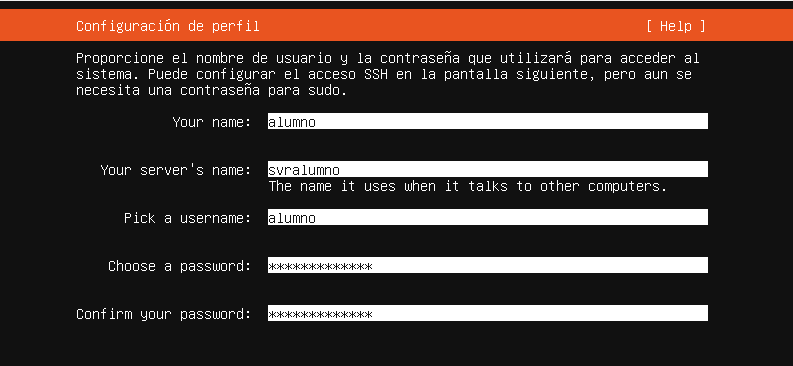 Configuración de perfil [ Help ]
Proporcione el nombre de usuario y la contraseña que utilizará para acceder al
sistema. Puede configurar el acceso SSH en la pantalla siguiente, pero aun se
necesita una contraseña para sudo.
Your name: alumno
Your server's name: svralumno
The name it uses when it talks to other computers.
Pick a username: alumno
Choose a password: *************
Confirm your password: *************